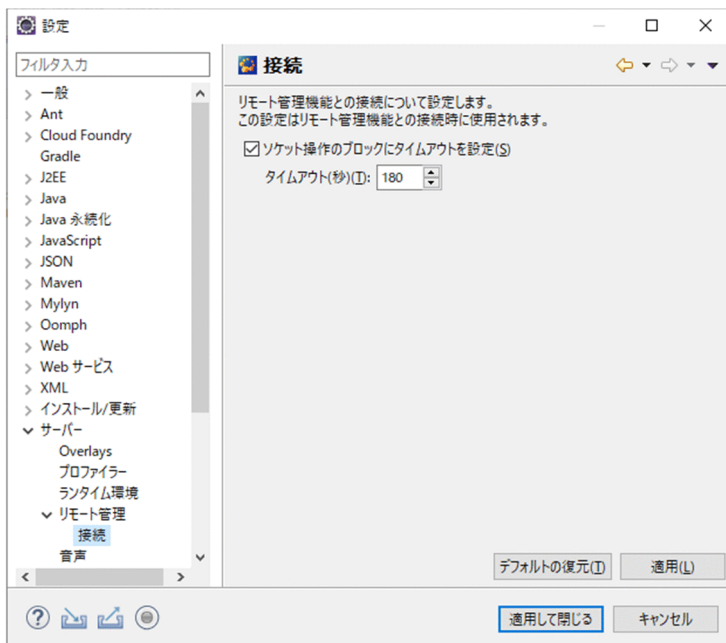 設定
フィルタ入力
一般
Ant
Cloud Foundry
Gradle
J2EE
Java
Java 永続化
JavaScript
JSON
Maven
Mylyn
Oomph
Web
Web サービス
XML
インストール/更新
サーバー
Overlays
プロファイラー
ランタイム環境
リモート管理
接続
音声
接続
リモート管理機能との接続について設定します。
この設定はリモート管理機能との接続時に使用されます。
ソケット操作のブロックにタイムアウトを設定(S)
タイムアウト(秒)(T): 180
デフォルトの復元(T) 適用(L)
適用して閉じる キャンセル